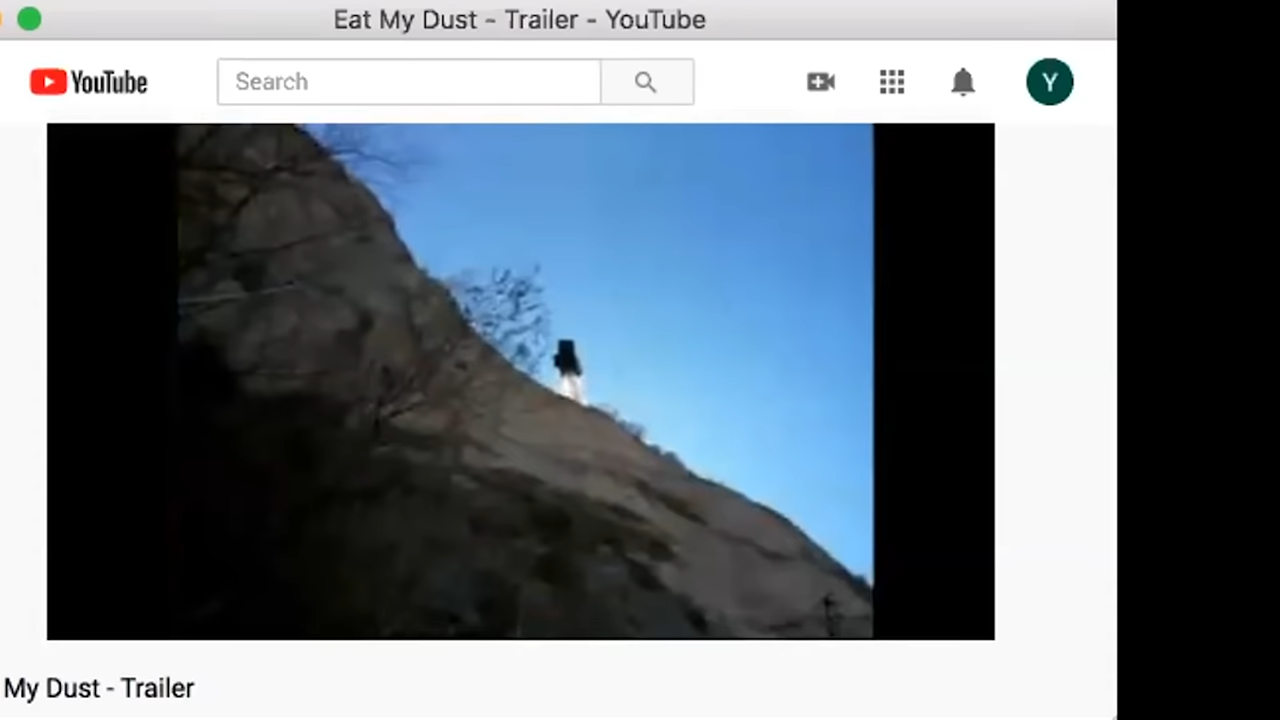 Eat My Dust - Trailer - YouTube
YouTube
Search
Y
My Dust - Trailer